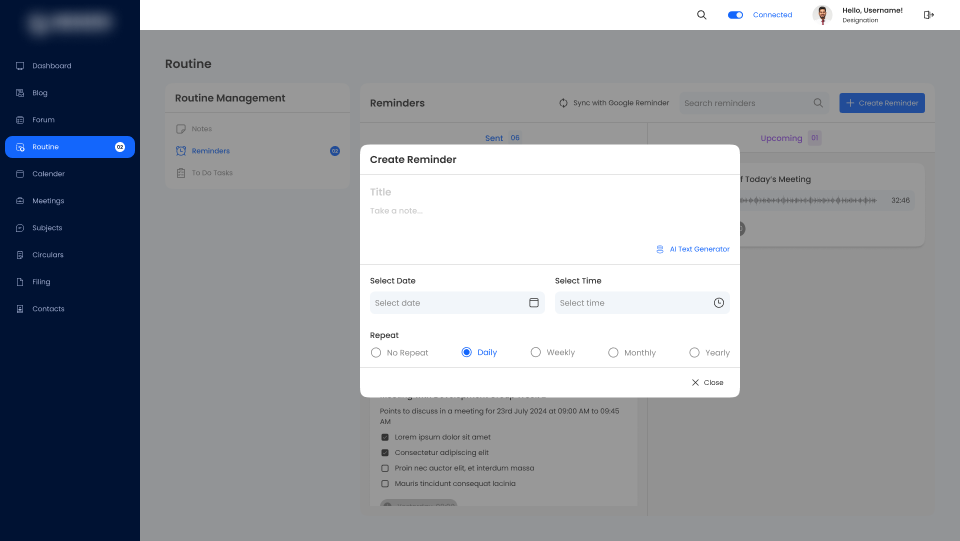 Connected
Hello, Username!
Designation
Dashboard
Blog
Forum
Routine 02
Calender
Meetings
Subjects
Circulars
Filing
Contacts
Routine
Routine Management
Notes
Reminders 02
To Do Tasks
Reminders
Sync with Google Reminder
Search reminders
Create Reminder
Sent 06
Upcoming 01
Today's Meeting
32:46
Create Reminder
Title
Take a note...
AI Text Generator
Select Date
Select date
Select Time
Select time
Repeat
No Repeat
Daily
Weekly
Monthly
Yearly
Close
Points to discuss in a meeting for 23rd July 2024 at 09:00 AM to 09:45
AM
Lorem ipsum dolor sit amet
Consectetur adipiscing elit
Proin nec auctor elit, et interdum massa
Mauris tincidunt consequat lacinia